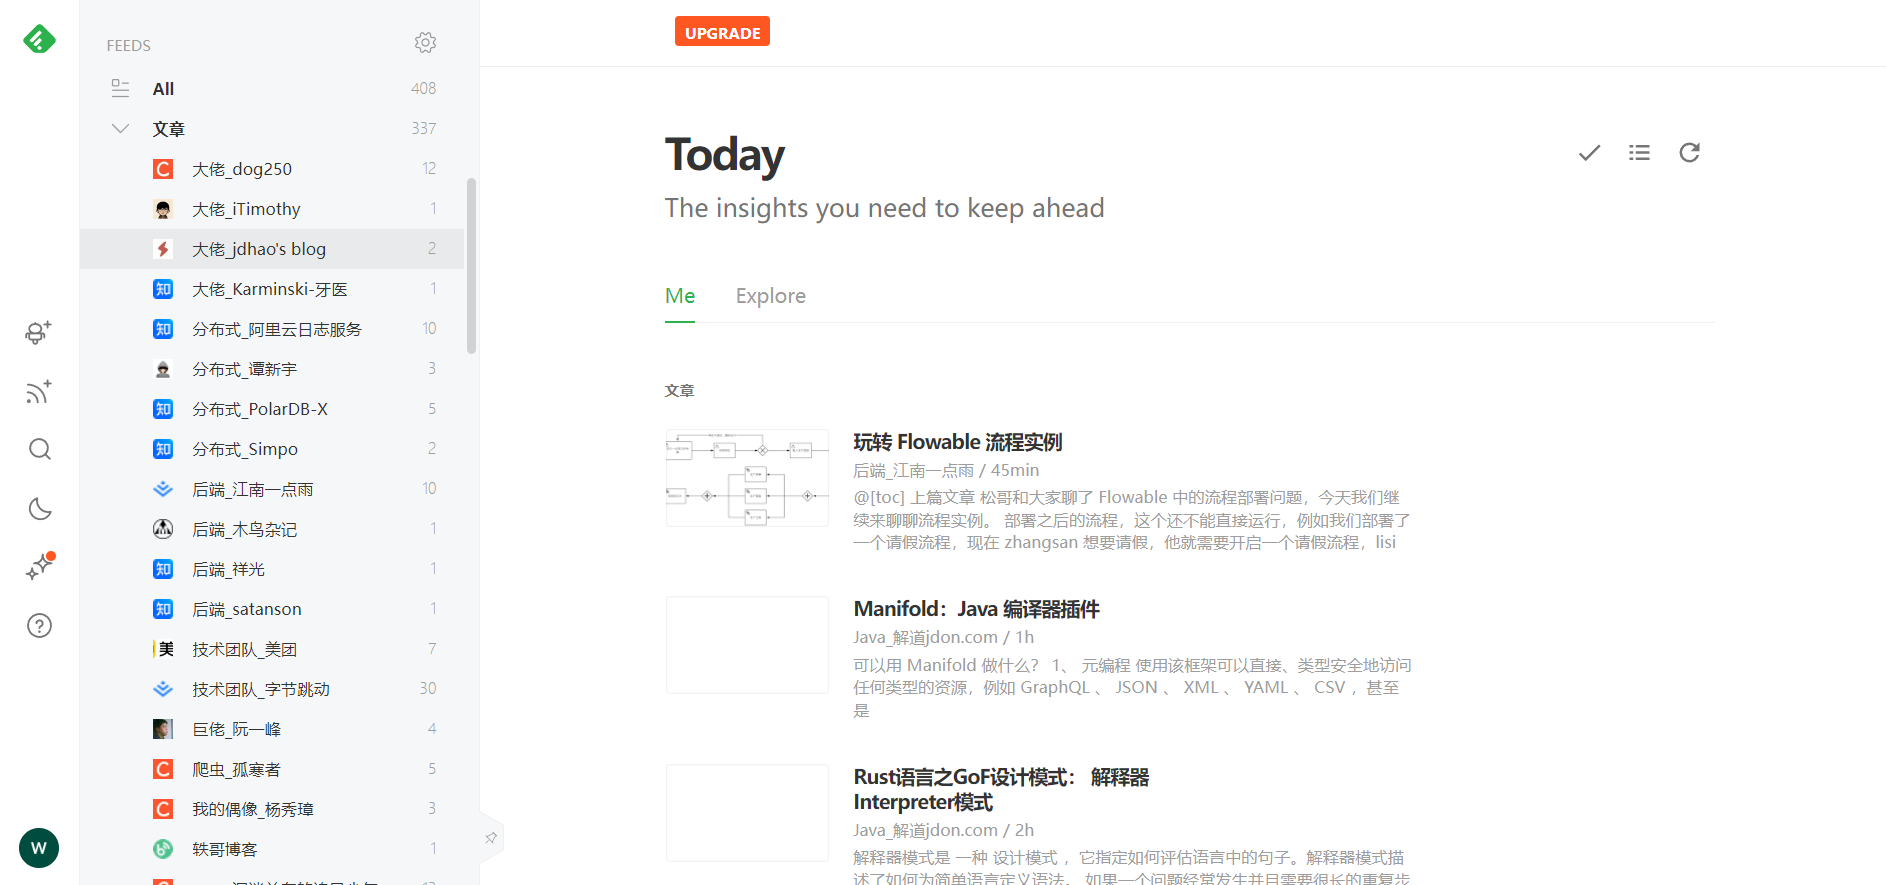 FEEDS
All 408
文章 337
大佬_dog250 12
大佬_iTimothy 1
大佬_jdhao's blog 2
知 大佬_Karminski-牙医 1
知 分布式_阿里云日志服务 10
分布式_谭新宇 3
知 分布式_PolarDB-X 5
知 分布式_Simpo 2
后端_江南一点雨 10
后端_木鸟杂记 1
知 后端_祥光 1
知 后端_satanson 1
美 技术团队_美团 7
技术团队_字节跳动 30
巨佬_阮一峰 4
C 爬虫_孤寒者 5
C 我的偶像_杨秀璋 3
轶哥博客 1
W
UPGRADE
Today
The insights you need to keep ahead
Me Explore
文章
玩转 Flowable 流程实例
后端_江南一点雨 / 45min
@[toc] 上篇文章 松哥和大家聊了 Flowable 中的流程部署问题，今天我们继
续来聊聊流程实例。 部署之后的流程，这个还不能直接运行，例如我们部署了
一个请假流程，现在 zhangsan 想要请假，他就需要开启一个请假流程，lisi
Manifold：Java 编译器插件
Java_解道jdon.com / 1h
可以用 Manifold 做什么？ 1、 元编程 使用该框架可以直接、类型安全地访问
任何类型的资源，例如 GraphQL 、 JSON 、 XML 、 YAML 、 CSV ，甚至
是
Rust语言之GoF设计模式： 解释器
Interpreter模式
Java_解道jdon.com / 2h
解释器模式是 一种 设计模式 ，它指定如何评估语言中的句子。解释器模式描
述了如何为简单语言定义语法。 如果一个问题经常发生并且需要很长的重复步